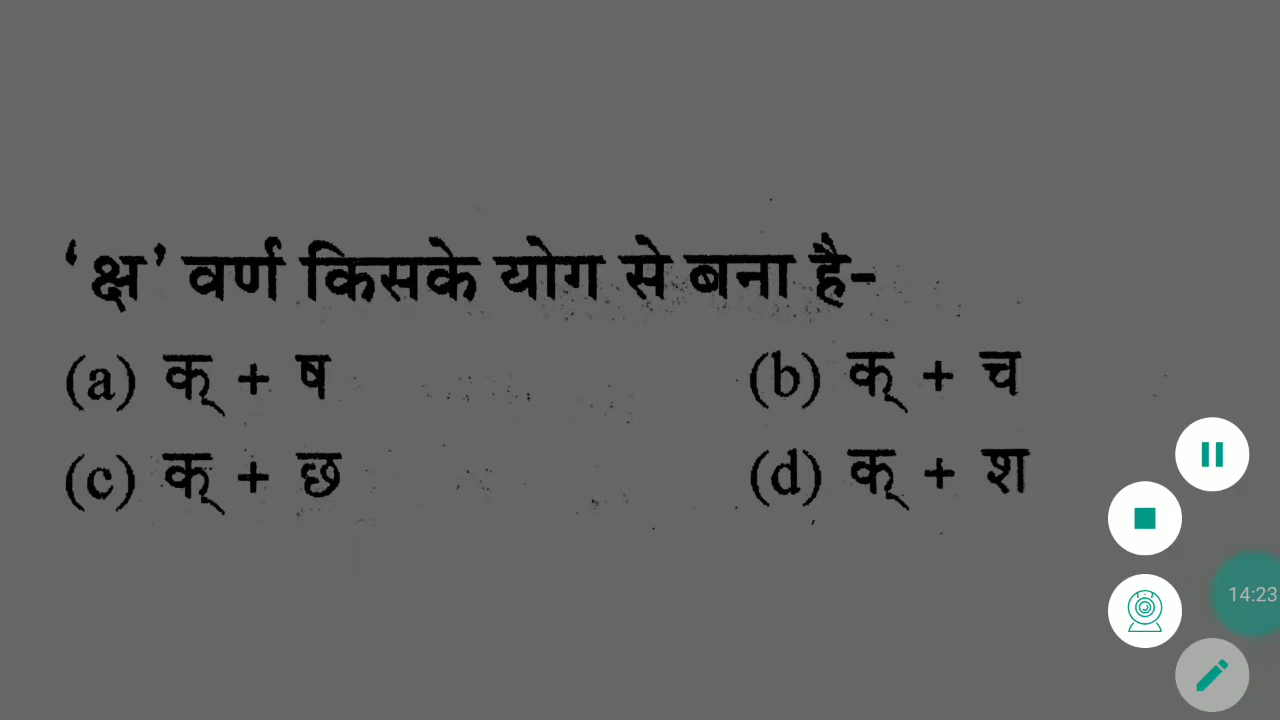 ‘क्ष’ वर्ण किसके योग से बना है-
(a) क् + ष (b) क् + च
(c) क् + छ (d) क् + श
14:23